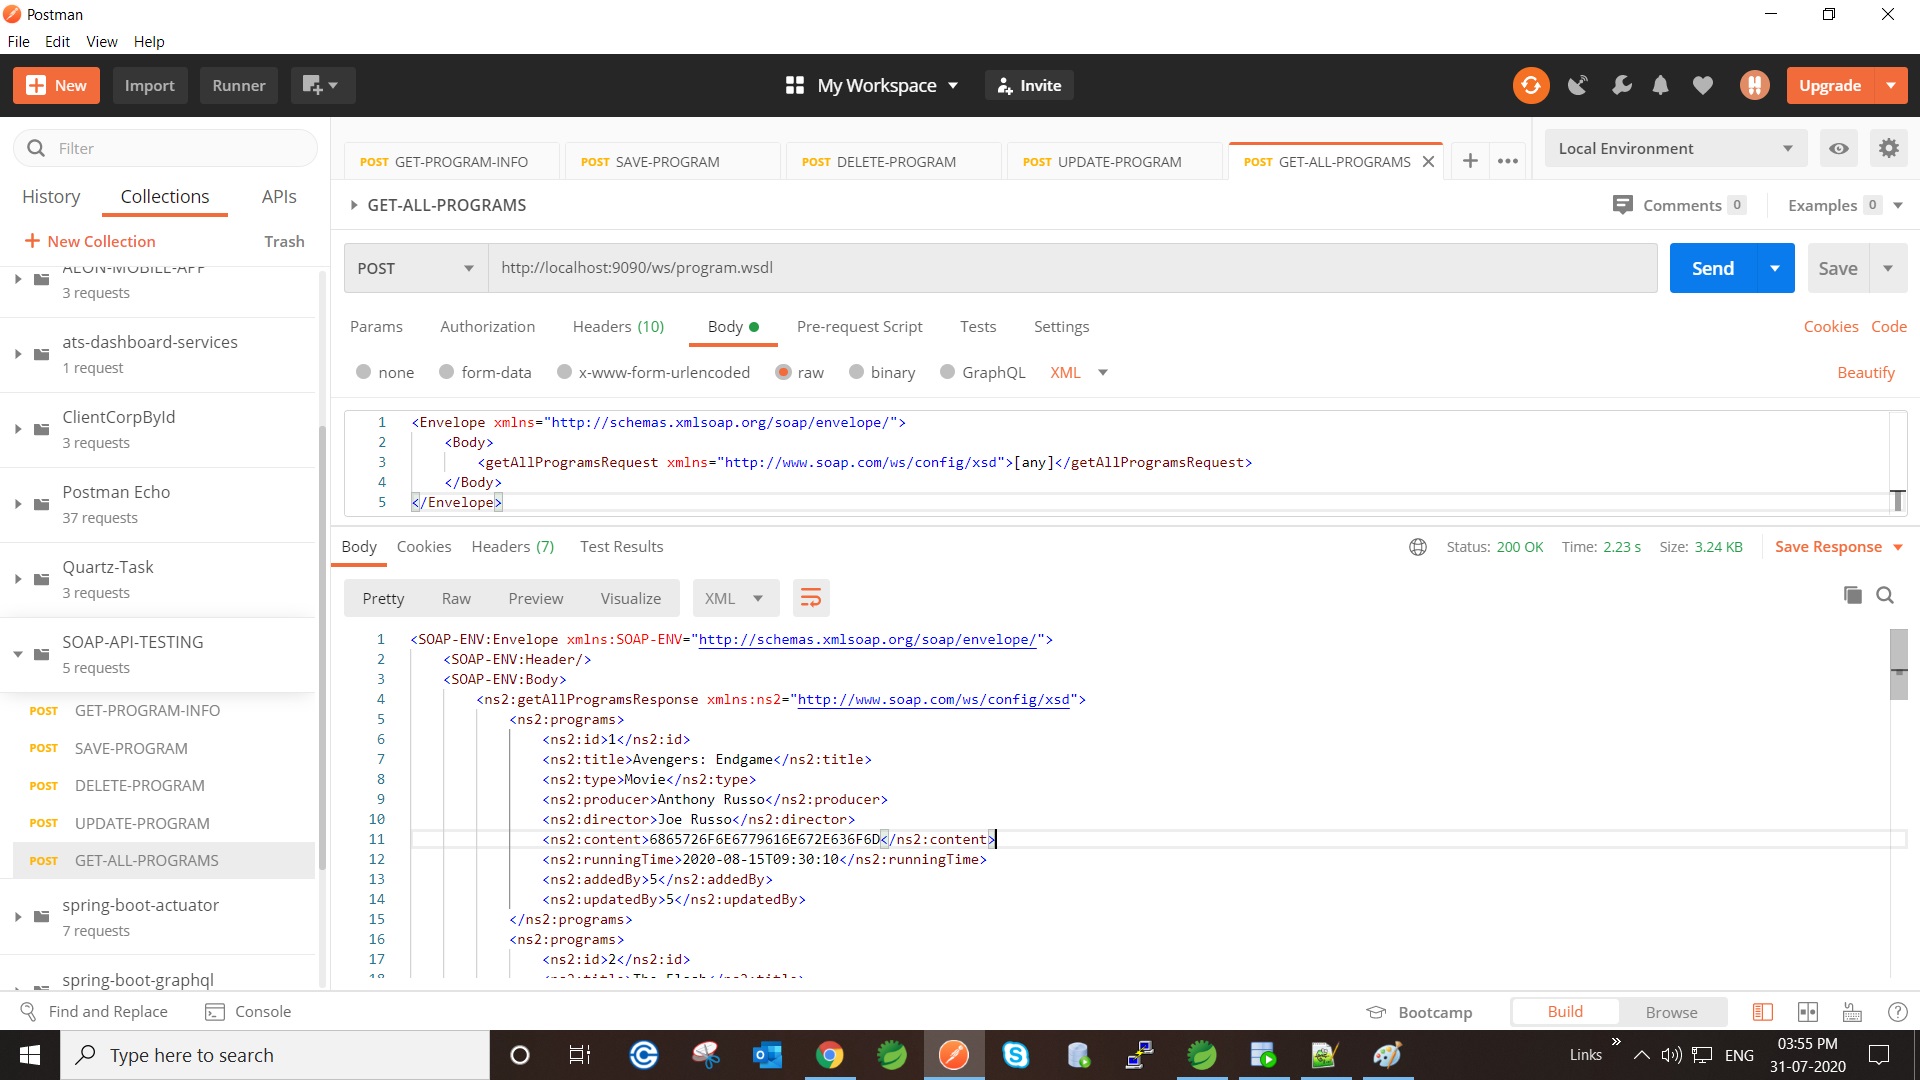 Postman
File Edit View Help
New Import Runner My Workspace Invite Upgrade
Filter
History Collections APIs
New Collection Trash
AEON-MOBILE-APP
3 requests
ats-dashboard-services
1 request
ClientCorpById
3 requests
Postman Echo
37 requests
Quartz-Task
3 requests
SOAP-API-TESTING
5 requests
POST GET-PROGRAM-INFO
POST SAVE-PROGRAM
POST DELETE-PROGRAM
POST UPDATE-PROGRAM
POST GET-ALL-PROGRAMS
spring-boot-actuator
7 requests
spring-boot-graphql
POST GET-PROGRAM-INFO POST SAVE-PROGRAM POST DELETE-PROGRAM POST UPDATE-PROGRAM POST GET-ALL-PROGRAMS Local Environment
GET-ALL-PROGRAMS Comments 0 Examples 0
POST http://localhost:9090/ws/program.wsdl Send Save
Params Authorization Headers (10) Body Pre-request Script Tests Settings Cookies Code
none form-data x-www-form-urlencoded raw binary GraphQL XML Beautify
1 <Envelope xmlns="http://schemas.xmlsoap.org/soap/envelope/">
2 <Body>
3 <getAllProgramsRequest xmlns="http://www.soap.com/ws/config/xsd">[any]</getAllProgramsRequest>
4 </Body>
5 </Envelope>
Body Cookies Headers (7) Test Results Status: 200 OK Time: 2.23 s Size: 3.24 KB Save Response
Pretty Raw Preview Visualize XML
1 <SOAP-ENV:Envelope xmlns:SOAP-ENV="http://schemas.xmlsoap.org/soap/envelope/">
2 <SOAP-ENV:Header/>
3 <SOAP-ENV:Body>
4 <ns2:getAllProgramsResponse xmlns:ns2="http://www.soap.com/ws/config/xsd">
5 <ns2:programs>
6 <ns2:id>1</ns2:id>
7 <ns2:title>Avengers: Endgame</ns2:title>
8 <ns2:type>Movie</ns2:type>
9 <ns2:producer>Anthony Russo</ns2:producer>
10 <ns2:director>Joe Russo</ns2:director>
11 <ns2:content>6865726F6E6779616E672E636F6D</ns2:content>
12 <ns2:runningTime>2020-08-15T09:30:10</ns2:runningTime>
13 <ns2:addedBy>5</ns2:addedBy>
14 <ns2:updatedBy>5</ns2:updatedBy>
15 </ns2:programs>
16 <ns2:programs>
17 <ns2:id>2</ns2:id>
18 <ns2:title>The Flash</ns2:title>
Find and Replace Console Bootcamp Build Browse
Type here to search Links ENG 03:55 PM
31-07-2020